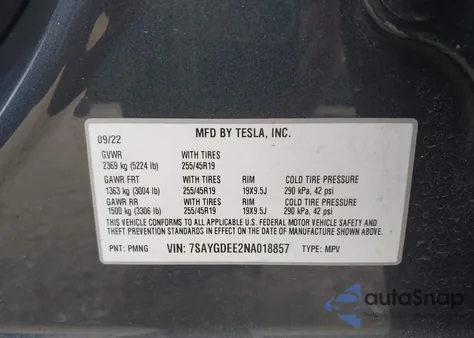 MFD BY TESLA, INC.
09/22
GVWR WITH TIRES
2369 kg (5224 lb) 255/45R19
GAWR FRT WITH TIRES RIM COLD TIRE PRESSURE
1363 kg (3004 lb) 255/45R19 19X9.5J 290 kPa, 42 psi
GAWR RR WITH TIRES RIM COLD TIRE PRESSURE
1500 kg (3306 lb) 255/45R19 19X9.5J 290 kPa, 42 psi
THIS VEHICLE CONFORMS TO ALL APPLICABLE U.S. FEDERAL MOTOR VEHICLE SAFETY AND
THEFT PREVENTION STANDARDS IN EFFECT ON THE DATE OF MANUFACTURE SHOWN ABOVE.
PNT: PMNG VIN: 7SAYGDEE2NA018857 TYPE: MPV
autoSnap